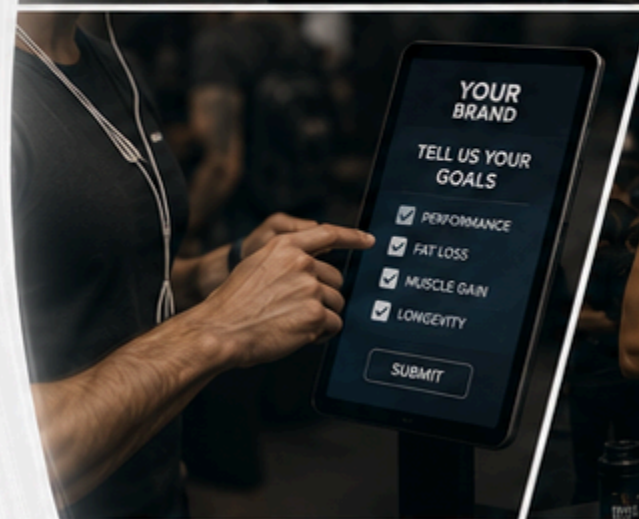 YOUR
BRAND
TELL US YOUR
GOALS
PERFORMANCE
FAT LOSS
MUSCLE GAIN
LONGEVITY
SUBMIT